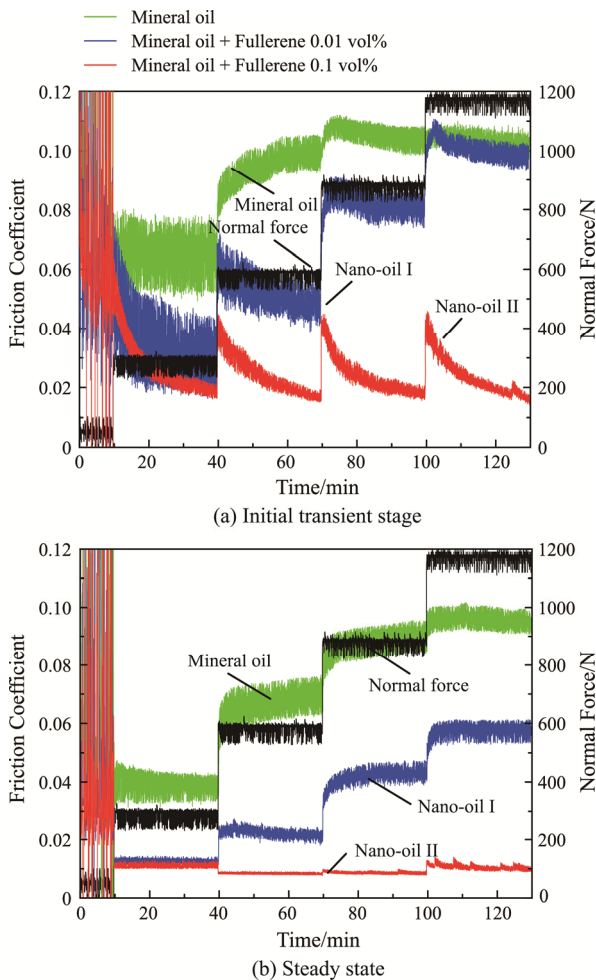 Mineral oil
Mineral oil + Fullerene 0.01 vol%
Mineral oil + Fullerene 0.1 vol%
0.12
0.10
0.08
0.06
0.04
0.02
0
Friction Coefficient
1200
1000
800
600
400
200
0
Normal Force/N
Mineral oil
Normal force
Nano-oil I
Nano-oil II
0 20 40 60 80 100 120
Time/min
(a) Initial transient stage
0.12
0.10
0.08
0.06
0.04
0.02
0
Friction Coefficient
1200
1000
800
600
400
200
0
Normal Force/N
Mineral oil
Normal force
Nano-oil I
Nano-oil II
0 20 40 60 80 100 120
Time/min
(b) Steady state